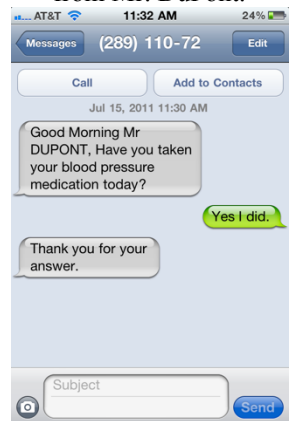 from Mr. DuPont.
AT&T 11:32 AM 24%
Messages (289) 110-72 Edit
Call Add to Contacts
Jul 15, 2011 11:30 AM
Good Morning Mr
DUPONT, Have you taken
your blood pressure
medication today?
Yes I did.
Thank you for your
answer.
Subject
Send